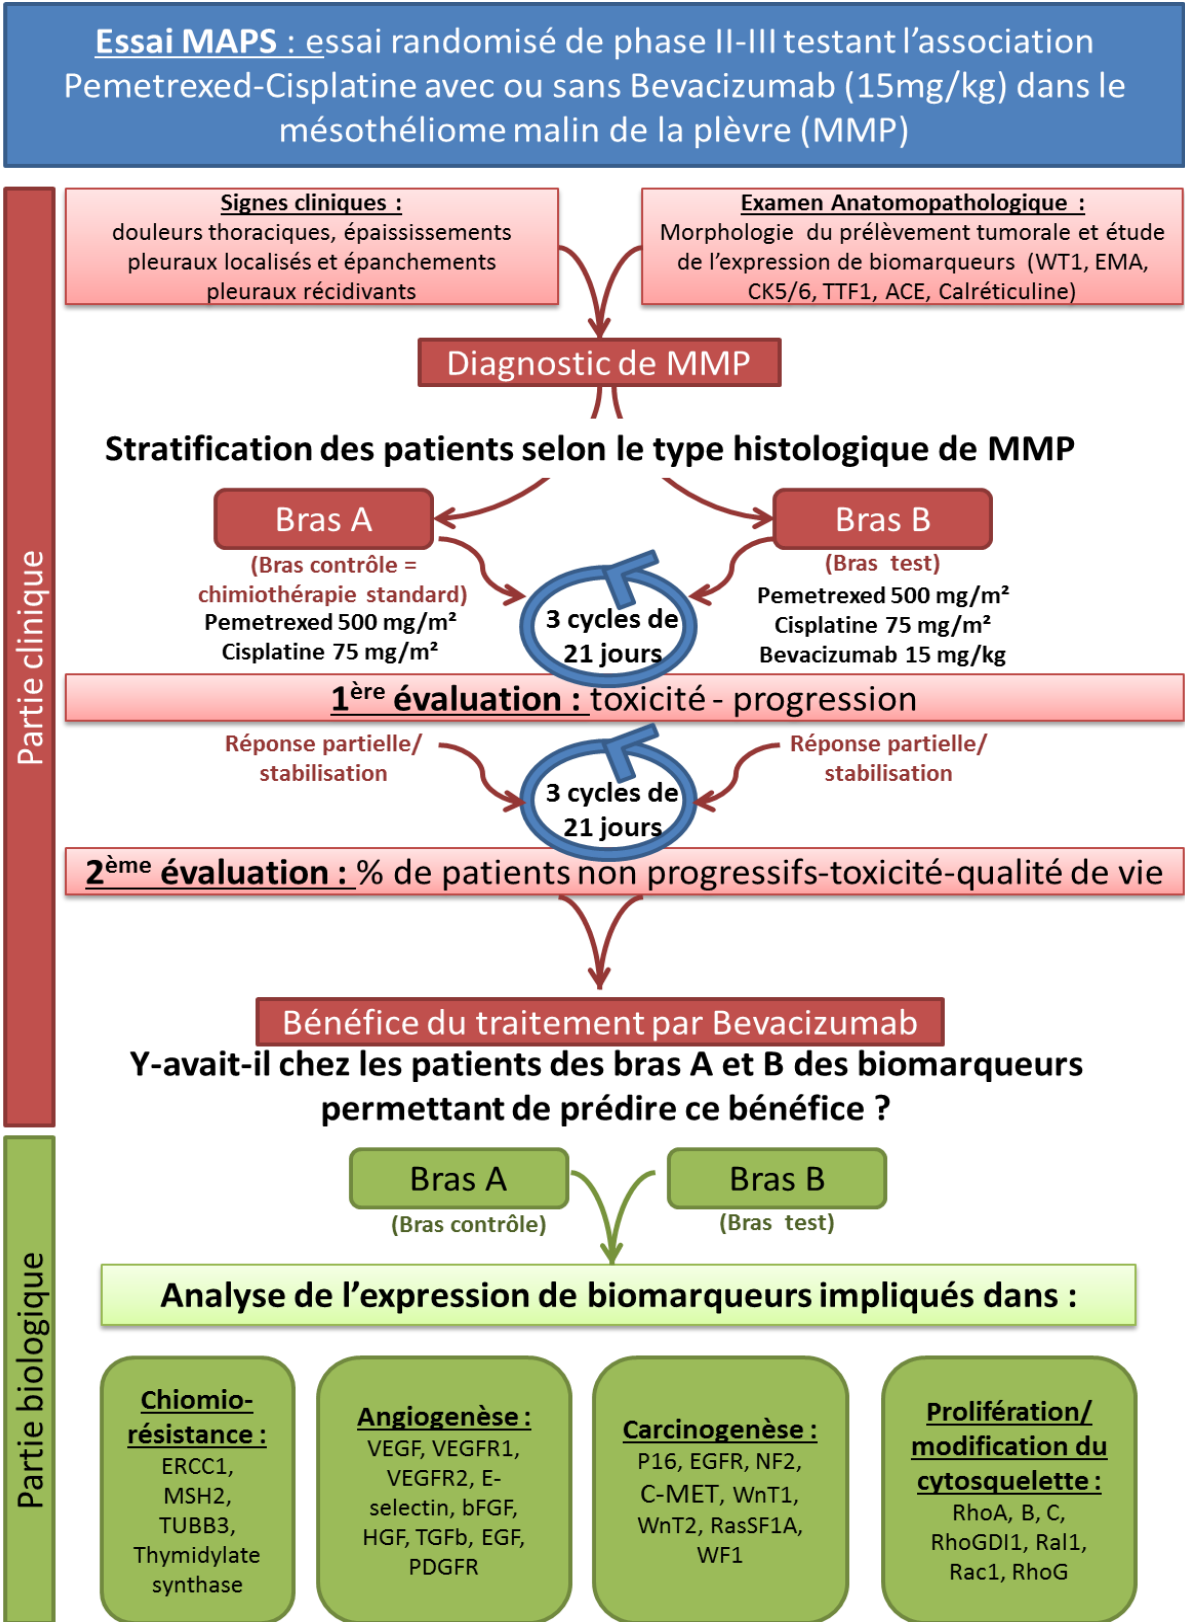 Essai MAPS : essai randomisé de phase II-III testant l’association
Pemetrexed-Cisplatine avec ou sans Bevacizumab (15mg/kg) dans le
mésothéliome malin de la plèvre (MMP)
Partie clinique
Signes cliniques :
douleurs thoraciques, épaississements
pleuraux localisés et épanchements
pleuraux récidivants
Examen Anatomopathologique :
Morphologie du prélèvement tumorale et étude
de l’expression de biomarqueurs (WT1, EMA,
CK5/6, TTF1, ACE, Calréticuline)
Diagnostic de MMP
Stratification des patients selon le type histologique de MMP
Bras A
(Bras contrôle =
chimiothérapie standard)
Pemetrexed 500 mg/m²
Cisplatine 75 mg/m²
3 cycles de
21 jours
Bras B
(Bras test)
Pemetrexed 500 mg/m²
Cisplatine 75 mg/m²
Bevacizumab 15 mg/kg
1ère évaluation : toxicité - progression
Réponse partielle/
stabilisation
3 cycles de
21 jours
Réponse partielle/
stabilisation
2ème évaluation : % de patients non progressifs-toxicité-qualité de vie
Bénéfice du traitement par Bevacizumab
Y-avait-il chez les patients des bras A et B des biomarqueurs
permettant de prédire ce bénéfice ?
Partie biologique
Bras A
(Bras contrôle)
Bras B
(Bras test)
Analyse de l’expression de biomarqueurs impliqués dans :
Chiomio-
résistance :
ERCC1,
MSH2,
TUBB3,
Thymidylate
synthase
Angiogenèse :
VEGF, VEGFR1,
VEGFR2, E-
selectin, bFGF,
HGF, TGFb, EGF,
PDGFR
Carcinogenèse :
P16, EGFR, NF2,
C-MET, WnT1,
WnT2, RasSF1A,
WF1
Prolifération/
modification du
cytosquelette :
RhoA, B, C,
RhoGDI1, Ral1,
Rac1, RhoG